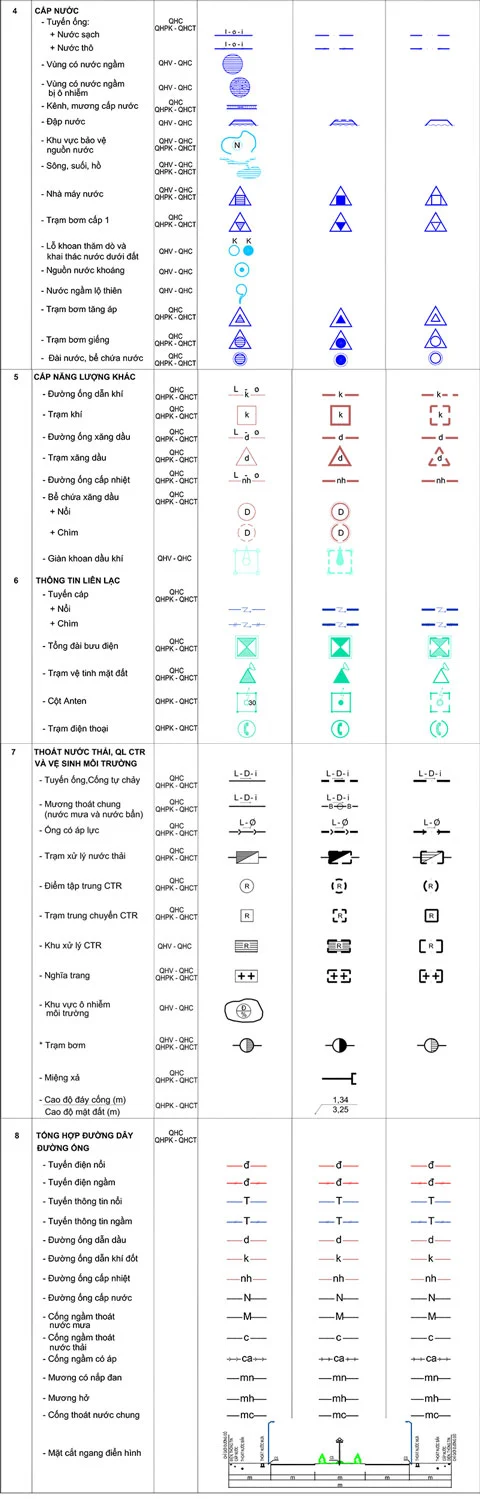 4 CẤP NƯỚC QHC
- Tuyến ống: QHPK - QHCT
+ Nước sạch l - o - i
+ Nước thô l - o - i
- Vùng có nước ngầm QHV - QHC
- Vùng có nước ngầm
bị ô nhiễm QHV - QHC
- Kênh, mương cấp nước QHC
QHPK - QHCT
- Đập nước QHV - QHC
- Khu vực bảo vệ
nguồn nước QHV - QHC
QHPK - QHCT N
- Sông, suối, hồ QHV - QHC
QHPK - QHCT
- Nhà máy nước QHV - QHC
QHPK - QHCT
- Trạm bơm cấp 1 QHC
QHPK - QHCT
- Lỗ khoan thăm dò và
khai thác nước dưới đất QHV - QHC K K
- Nguồn nước khoáng QHV - QHC
- Nước ngầm lộ thiên QHV - QHC
- Trạm bơm tăng áp QHC
QHPK - QHCT
- Trạm bơm giếng QHV - QHC
QHPK - QHCT
- Đài nước, bể chứa nước QHC
QHPK - QHCT
5 CẤP NĂNG LƯỢNG KHÁC
- Đường ống dẫn khí QHC
QHPK - QHCT L - ø
k k k
- Trạm khí QHC
QHPK - QHCT k k k
- Đường ống xăng dầu QHC
QHPK - QHCT L - ø
d d d
- Trạm xăng dầu QHC
QHPK - QHCT d d d
- Đường ống cấp nhiệt QHC
QHPK - QHCT L - ø
nh nh nh
- Bể chứa xăng dầu QHC
QHPK - QHCT
+ Nổi D D
+ Chìm D D
- Giàn khoan dầu khí QHV - QHC
6 THÔNG TIN LIÊN LẠC
- Tuyến cáp QHC
QHPK - QHCT
+ Nổi
+ Chìm
- Tổng đài bưu điện QHC
QHPK - QHCT
- Trạm vệ tinh mặt đất QHC
QHPK - QHCT
- Cột Anten QHPK - QHCT 30
- Trạm điện thoại QHPK - QHCT
7 THOÁT NƯỚC THẢI, QL CTR
VÀ VỆ SINH MÔI TRƯỜNG
- Tuyến ống,Cống tự chảy QHC
QHPK - QHCT L - D - i L - D - i L - D - i
- Mương thoát chung
(nước mưa và nước bẩn) QHC
QHPK - QHCT L - D - i L - D - i
B B
- Ống có áp lực QHC
QHPK - QHCT L - Ø L - Ø L - Ø
- Trạm xử lý nước thải QHC
QHPK - QHCT
- Điểm tập trung CTR QHC
QHPK - QHCT R R R
- Trạm trung chuyển CTR QHC
QHPK - QHCT R R R
- Khu xử lý CTR QHV - QHC R R R
- Nghĩa trang QHV - QHC
QHPK - QHCT ++ ++ ++
- Khu vực ô nhiễm
môi trường QHV - QHC
* Trạm bơm QHV - QHC
QHPK - QHCT
- Miệng xả QHC
QHPK - QHCT
- Cao độ đáy cống (m)
Cao độ mặt đất (m) QHPK - QHCT 1,34
3,25
8 TỔNG HỢP ĐƯỜNG DÂY
ĐƯỜNG ỐNG QHC
QHPK - QHCT
- Tuyến điện nổi đ đ đ
- Tuyến điện ngầm đ đ đ
- Tuyến thông tin nổi T T T
- Tuyến thông tin ngầm T T T
- Đường ống dẫn dầu d d d
- Đường ống dẫn khí đốt k k k
- Đường ống cấp nhiệt nh nh nh
- Đường ống cấp nước N N N
- Cống ngầm thoát
nước mưa M M M
- Cống ngầm thoát
nước thải c c c
- Cống ngầm có áp ca ca ca
- Mương có nắp đan mn mn mn
- Mương hở mh mh mh
- Cống thoát nước chung mc mc mc
- Mặt cắt ngang điển hình
m m m m m
m